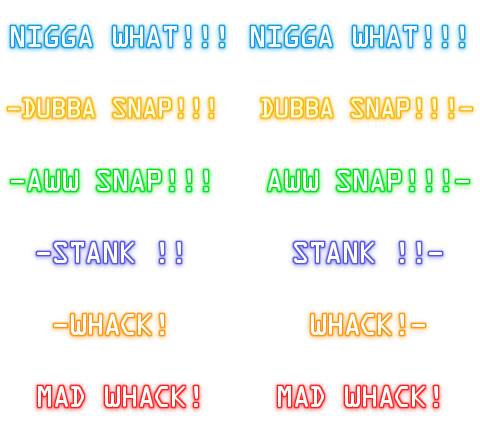 NIGGA WHAT!!! NIGGA WHAT!!!
-DUBBA SNAP!!! DUBBA SNAP!!!-
-AWW SNAP!!! AWW SNAP!!!-
-STANK !! STANK !!-
-WHACK! WHACK!-
MAD WHACK! MAD WHACK!